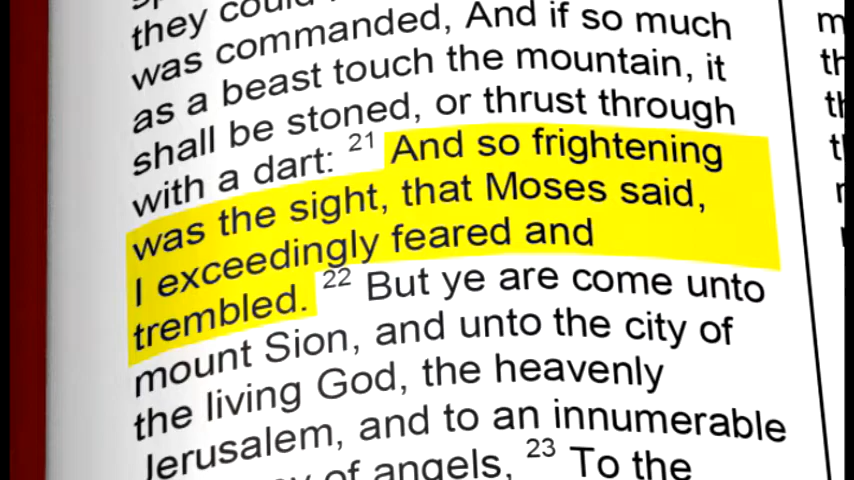 they could
was commanded, And if so much
as a beast touch the mountain, it
shall be stoned, or thrust through
with a dart: 21 And so frightening
was the sight, that Moses said,
I exceedingly feared and
trembled. 22 But ye are come unto
mount Sion, and unto the city of
the living God, the heavenly
Jerusalem, and to an innumerable
of angels, 23 To the